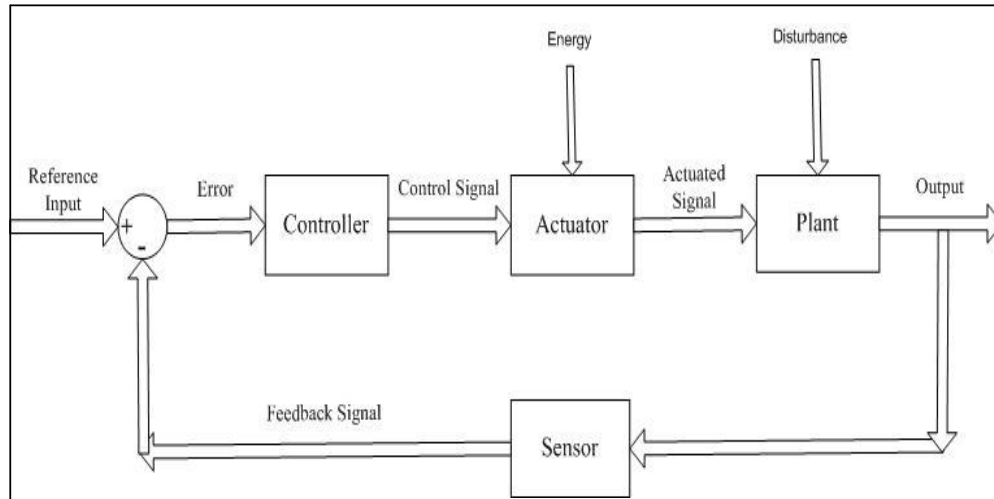 Energy
Disturbance
Reference
Input
Error
Control Signal
Actuated
Signal
Output
+
-
Controller
Actuator
Plant
Feedback Signal
Sensor